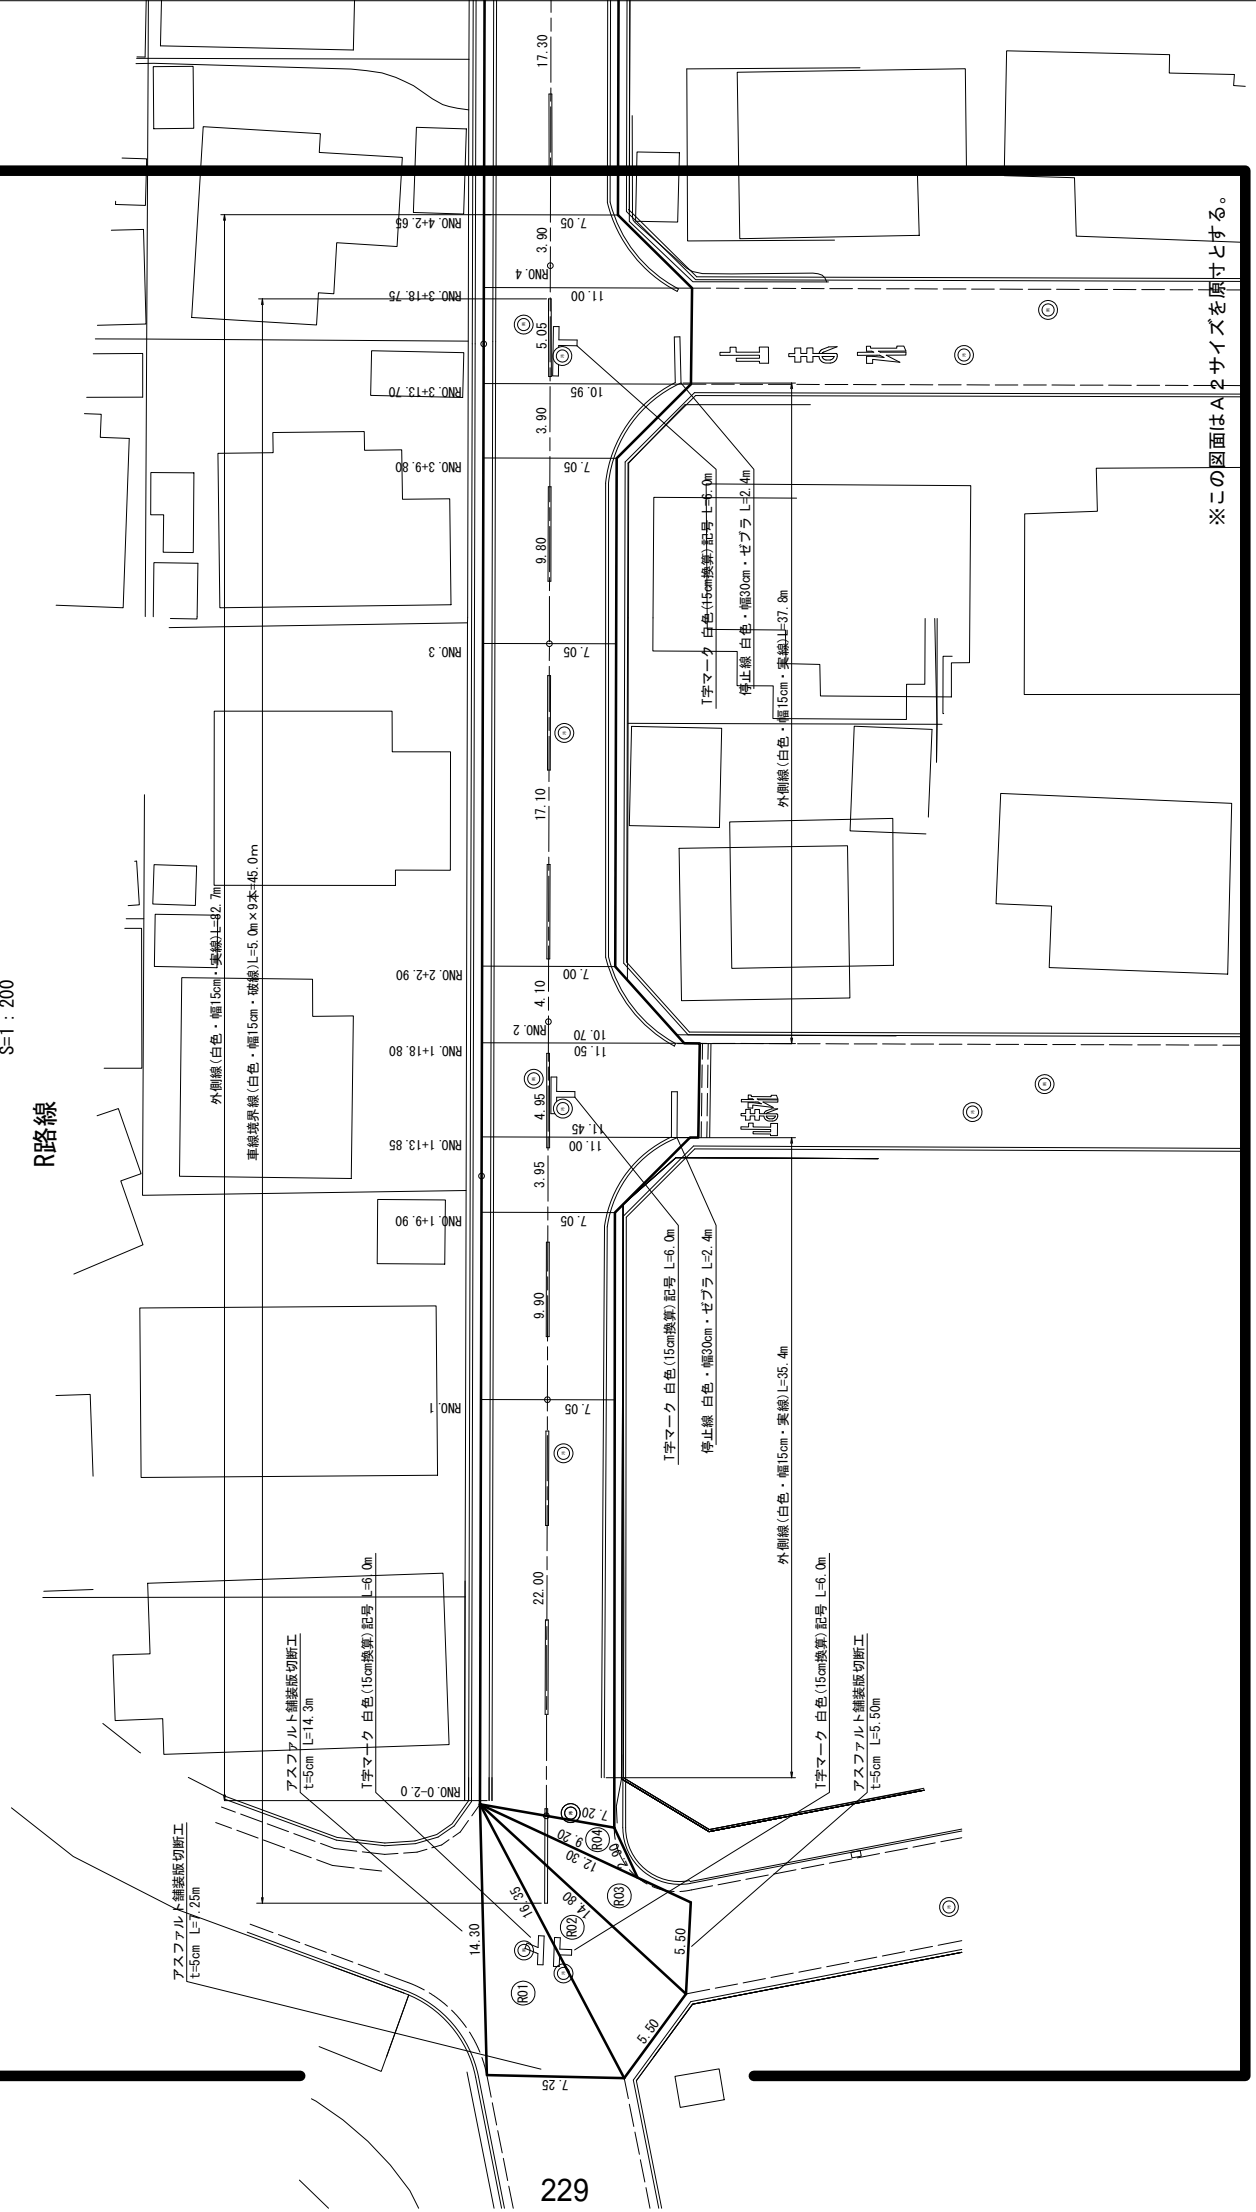 R路線
S=1：200
※この図面はA２サイズを原寸とする。
外側線(白色・幅15cm・実線)L=82.7m
車線境界線(白色・幅15cm・破線)L=5.0m×9本=45.0m
アスファルト舗装版切断工
t=5cm L=7.25m
アスファルト舗装版切断工
t=5cm L=14.3m
T字マーク 白色(15cm換算)記号 L=6.0m
RNO.0-2.0
RNO.1
RNO.1+9.90
RNO.1+13.85
RNO.1+18.80
RNO.2
RNO.2+2.90
RNO.3
RNO.3+9.80
RNO.3+13.70
RNO.3+18.75
RNO.4
RNO.4+2.65
22.00
9.90
3.95
4.95
4.10
17.10
9.80
3.90
5.05
3.90
17.30
7.20
7.05
7.05
11.00
11.45
11.50
10.70
7.00
7.05
7.05
10.95
11.00
7.05
14.30
16.35
14.80
12.30
9.20
2.90
5.50
5.50
7.25
R01
R02
R03
R04
T字マーク 白色(15cm換算)記号 L=6.0m
停止線 白色・幅30cm・ゼブラ L=2.4m
T字マーク 白色(15cm換算)記号 L=6.0m
停止線 白色・幅30cm・ゼブラ L=2.4m
外側線(白色・幅15cm・実線)L=35.4m
外側線(白色・幅15cm・実線)L=37.8m
T字マーク 白色(15cm換算)記号 L=6.0m
アスファルト舗装版切断工
t=5cm L=5.50m
止まれ
止まれ
229